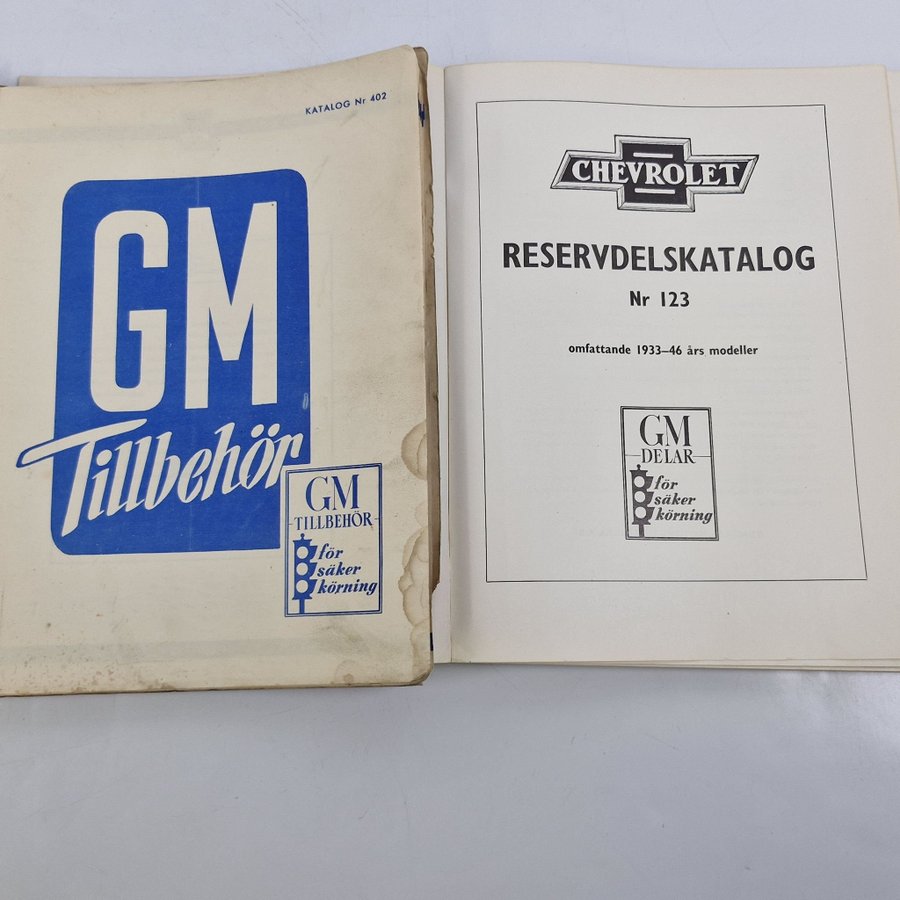 KATALOG Nr 402
GM
Tillbehör
GM
TILLBEHÖR
för
säker
körning
CHEVROLET
RESERVDELSKATALOG
Nr 123
omfattande 1933–46 års modeller
GM
DELAR
för
säker
körning